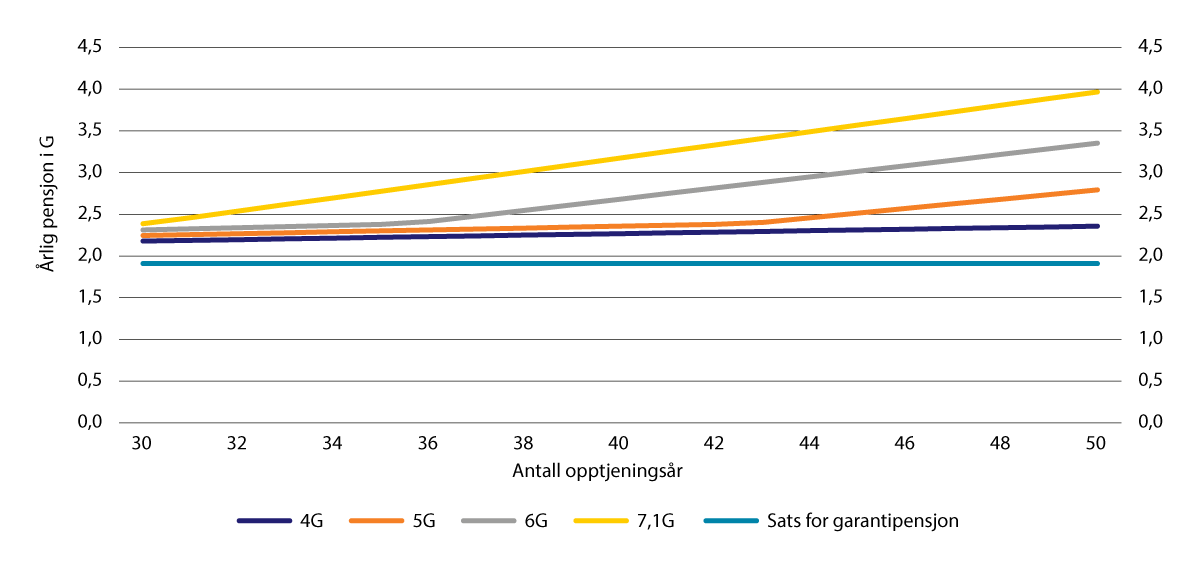 4,5 4,5
4,0 4,0
3,5 3,5
3,0 3,0
2,5 2,5
2,0 2,0
1,5 1,5
1,0 1,0
0,5 0,5
0,0 0,0
Årlig pensjon i G
30 32 34 36 38 40 42 44 46 48 50
Antall opptjeningsår
4G 5G 6G 7,1G Sats for garantipensjon